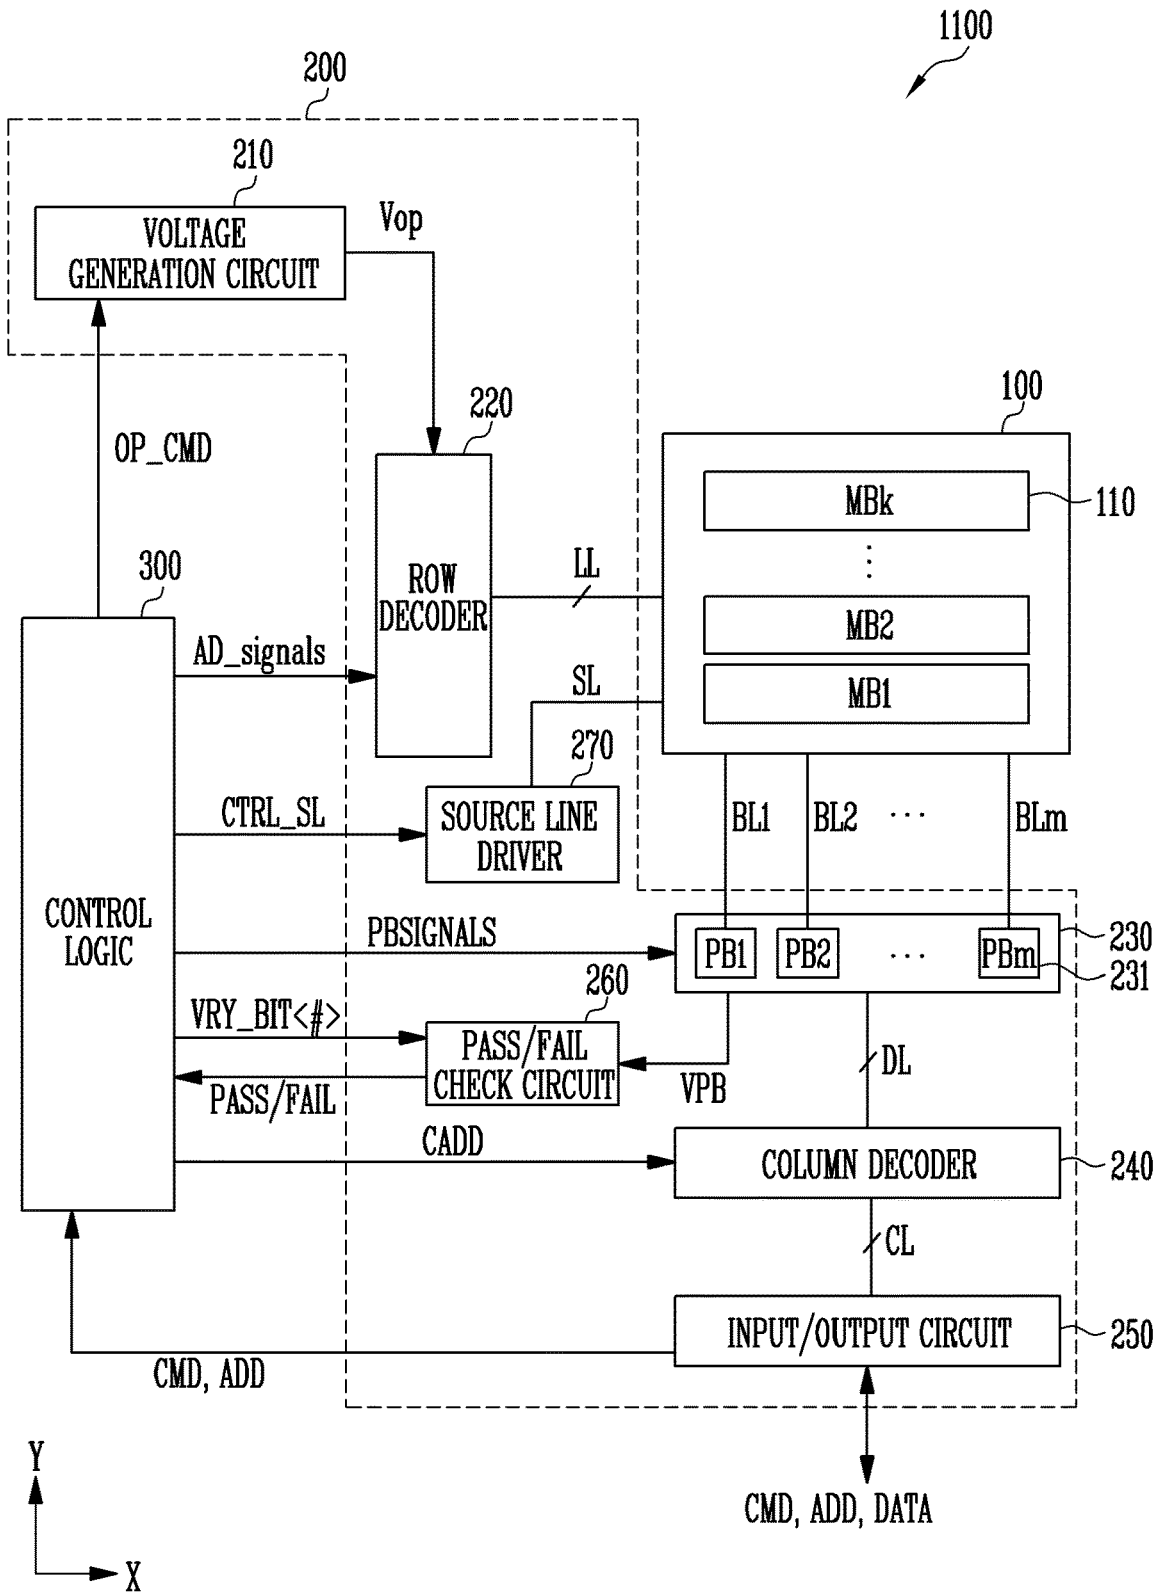 1100
200
210
VOLTAGE
GENERATION CIRCUIT
Vop
100
220
OP_CMD
MBk
110
300
LL
ROW
DECODER
MB2
AD_signals
SL
MB1
270
CTRL_SL
SOURCE LINE
DRIVER
BL1
BL2
...
BLm
CONTROL
LOGIC
PBSIGNALS
PB1
PB2
...
PBm
230
231
260
VRY_BIT<#>
PASS/FAIL
CHECK CIRCUIT
VPB
DL
PASS/FAIL
CADD
COLUMN DECODER
240
CL
INPUT/OUTPUT CIRCUIT
250
CMD, ADD
Y
X
CMD, ADD, DATA